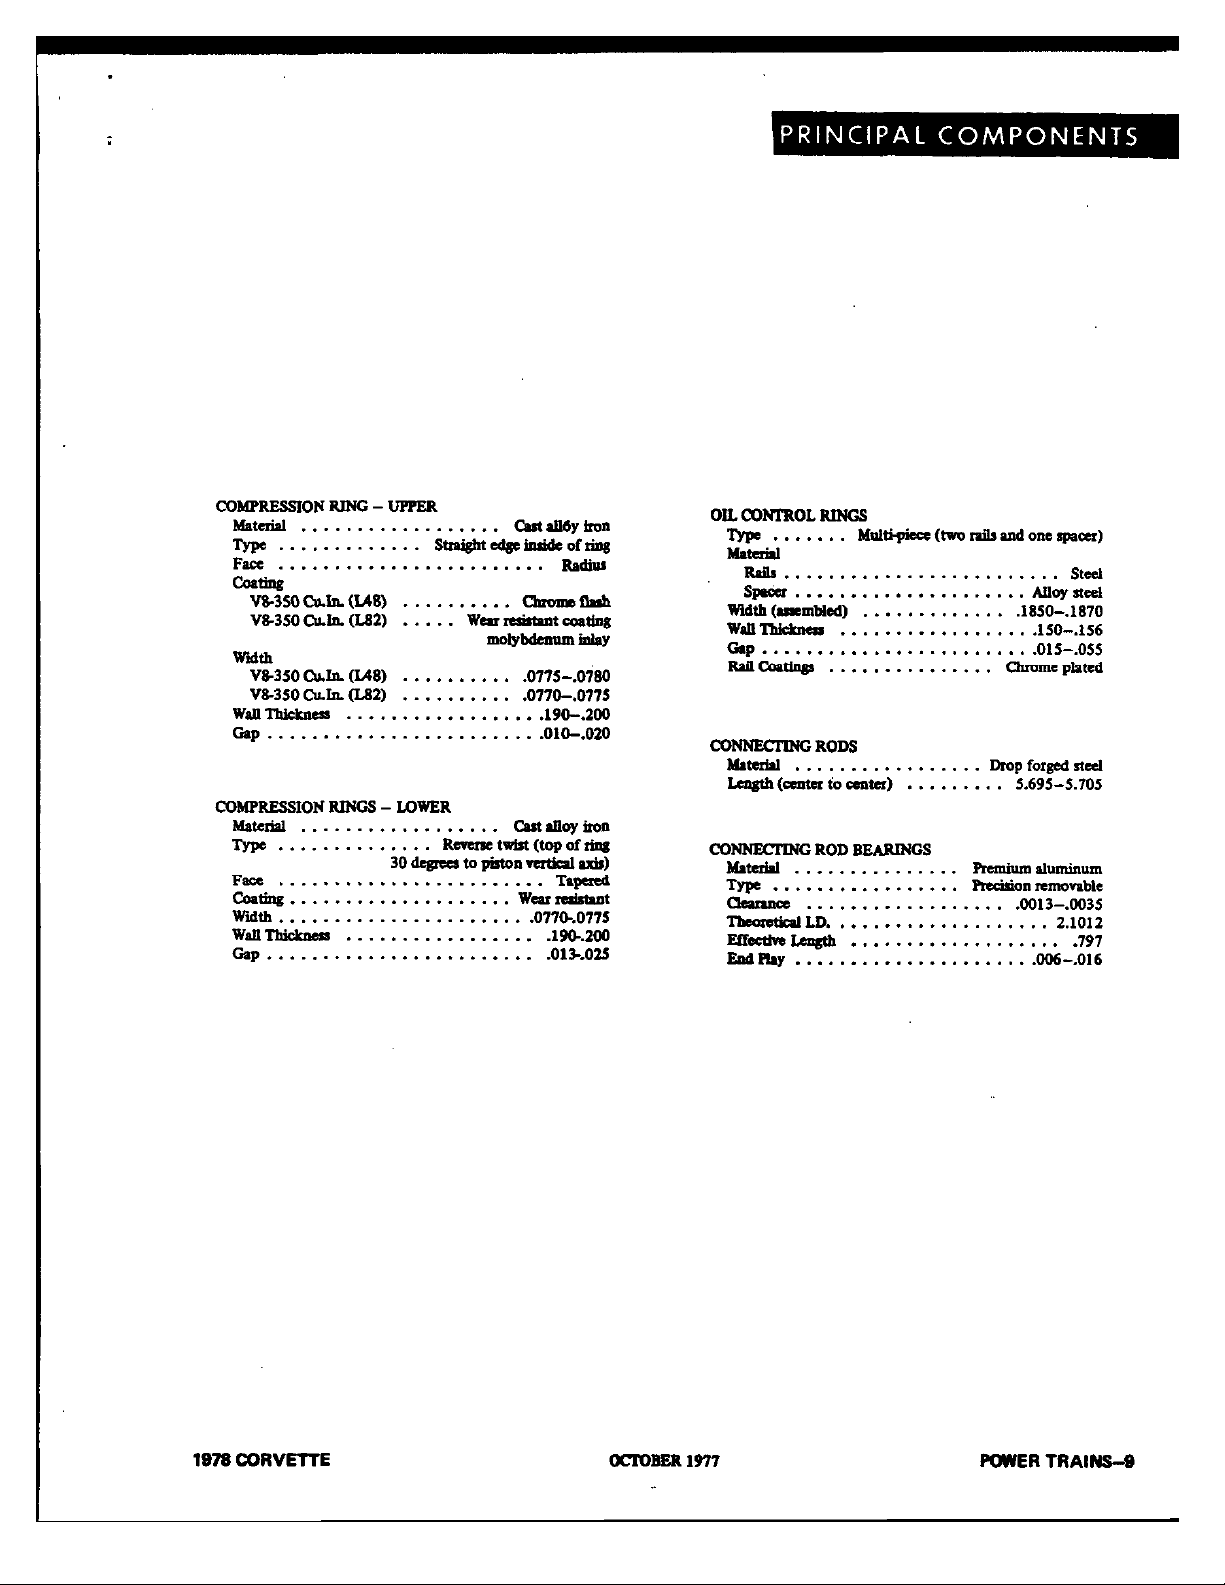 PRINCIPAL COMPONENTS
COMPRESSION RING – UPPER
Material . . . . . . . . . . . . . . . . . . Cast alloy iron
Type . . . . . . . . . . . . . Straight edge inside of ring
Face . . . . . . . . . . . . . . . . . . . . . . . . Radius
Coating
V8-350 Cu.In. (L48) . . . . . . . . . . Chrome flash
V8-350 Cu.In. (L82) . . . . . Wear resistant coating
molybdenum inlay
Width
V8-350 Cu.In. (L48) . . . . . . . . . . .0775–.0780
V8-350 Cu.In. (L82) . . . . . . . . . . .0770–.0775
Wall Thickness . . . . . . . . . . . . . . . . . .190–.200
Gap . . . . . . . . . . . . . . . . . . . . . . . . .010–.020
COMPRESSION RINGS – LOWER
Material . . . . . . . . . . . . . . . . . . Cast alloy iron
Type . . . . . . . . . . . . . . Reverse twist (top of ring
30 degrees to piston vertical axis)
Face . . . . . . . . . . . . . . . . . . . . . . . . Tapered
Coating . . . . . . . . . . . . . . . . . . . . Wear resistant
Width . . . . . . . . . . . . . . . . . . . . . . .0770-.0775
Wall Thickness . . . . . . . . . . . . . . . . . .190-.200
Gap . . . . . . . . . . . . . . . . . . . . . . . . .013-.025
OIL CONTROL RINGS
Type . . . . . . . Multi-piece (two rails and one spacer)
Material
Rails . . . . . . . . . . . . . . . . . . . . . . . . . Steel
Spacer . . . . . . . . . . . . . . . . . . . . . Alloy steel
Width (assembled) . . . . . . . . . . . . . .1850–.1870
Wall Thickness . . . . . . . . . . . . . . . . . .150–.156
Gap . . . . . . . . . . . . . . . . . . . . . . . . .015–.055
Rail Coatings . . . . . . . . . . . . . . . Chrome plated
CONNECTING RODS
Material . . . . . . . . . . . . . . . . . Drop forged steel
Length (center to center) . . . . . . . . . 5.695–5.705
CONNECTING ROD BEARINGS
Material . . . . . . . . . . . . . . . Premium aluminum
Type . . . . . . . . . . . . . . . . . Precision removable
Clearance . . . . . . . . . . . . . . . . . . .0013–.0035
Theoretical I.D. . . . . . . . . . . . . . . . . . . . 2.1012
Effective Length . . . . . . . . . . . . . . . . . . . .797
End Play . . . . . . . . . . . . . . . . . . . . . . .006–.016
1978 CORVETTE
OCTOBER 1977
POWER TRAINS–9